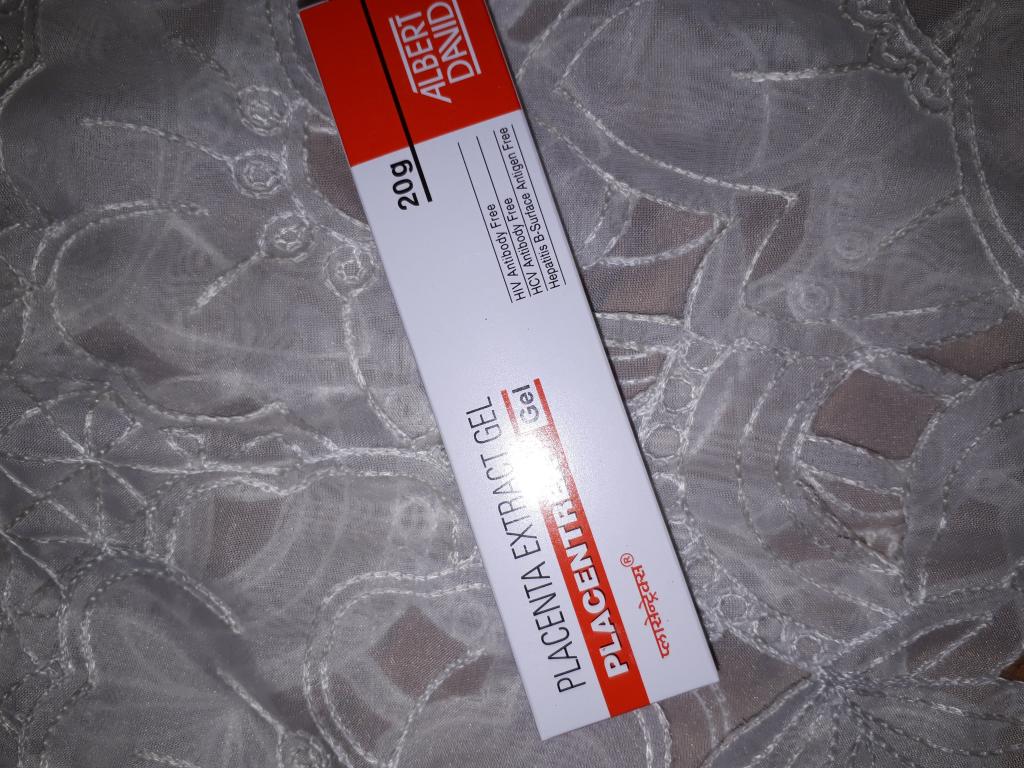 ALBERT
DAVID
20g
HIV Antibody Free
HCV Antibody Free
Hepatitis B-Surface Antigen Free
PLACENTA EXTRACT GEL
Gel
प्लासेन्ट्रेक्स®